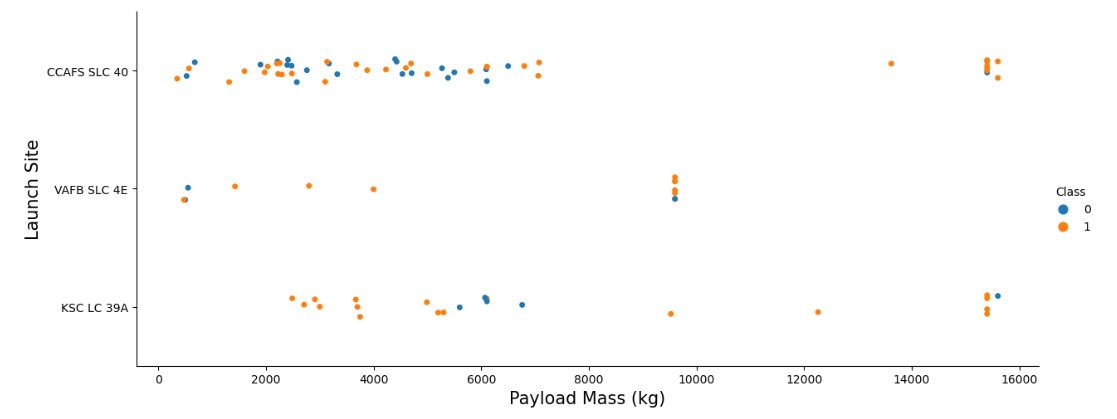 CCAFS SLC 40
VAFB SLC 4E
KSC LC 39A
Launch Site
0 2000 4000 6000 8000 10000 12000 14000 16000
Payload Mass (kg)
Class
0
1